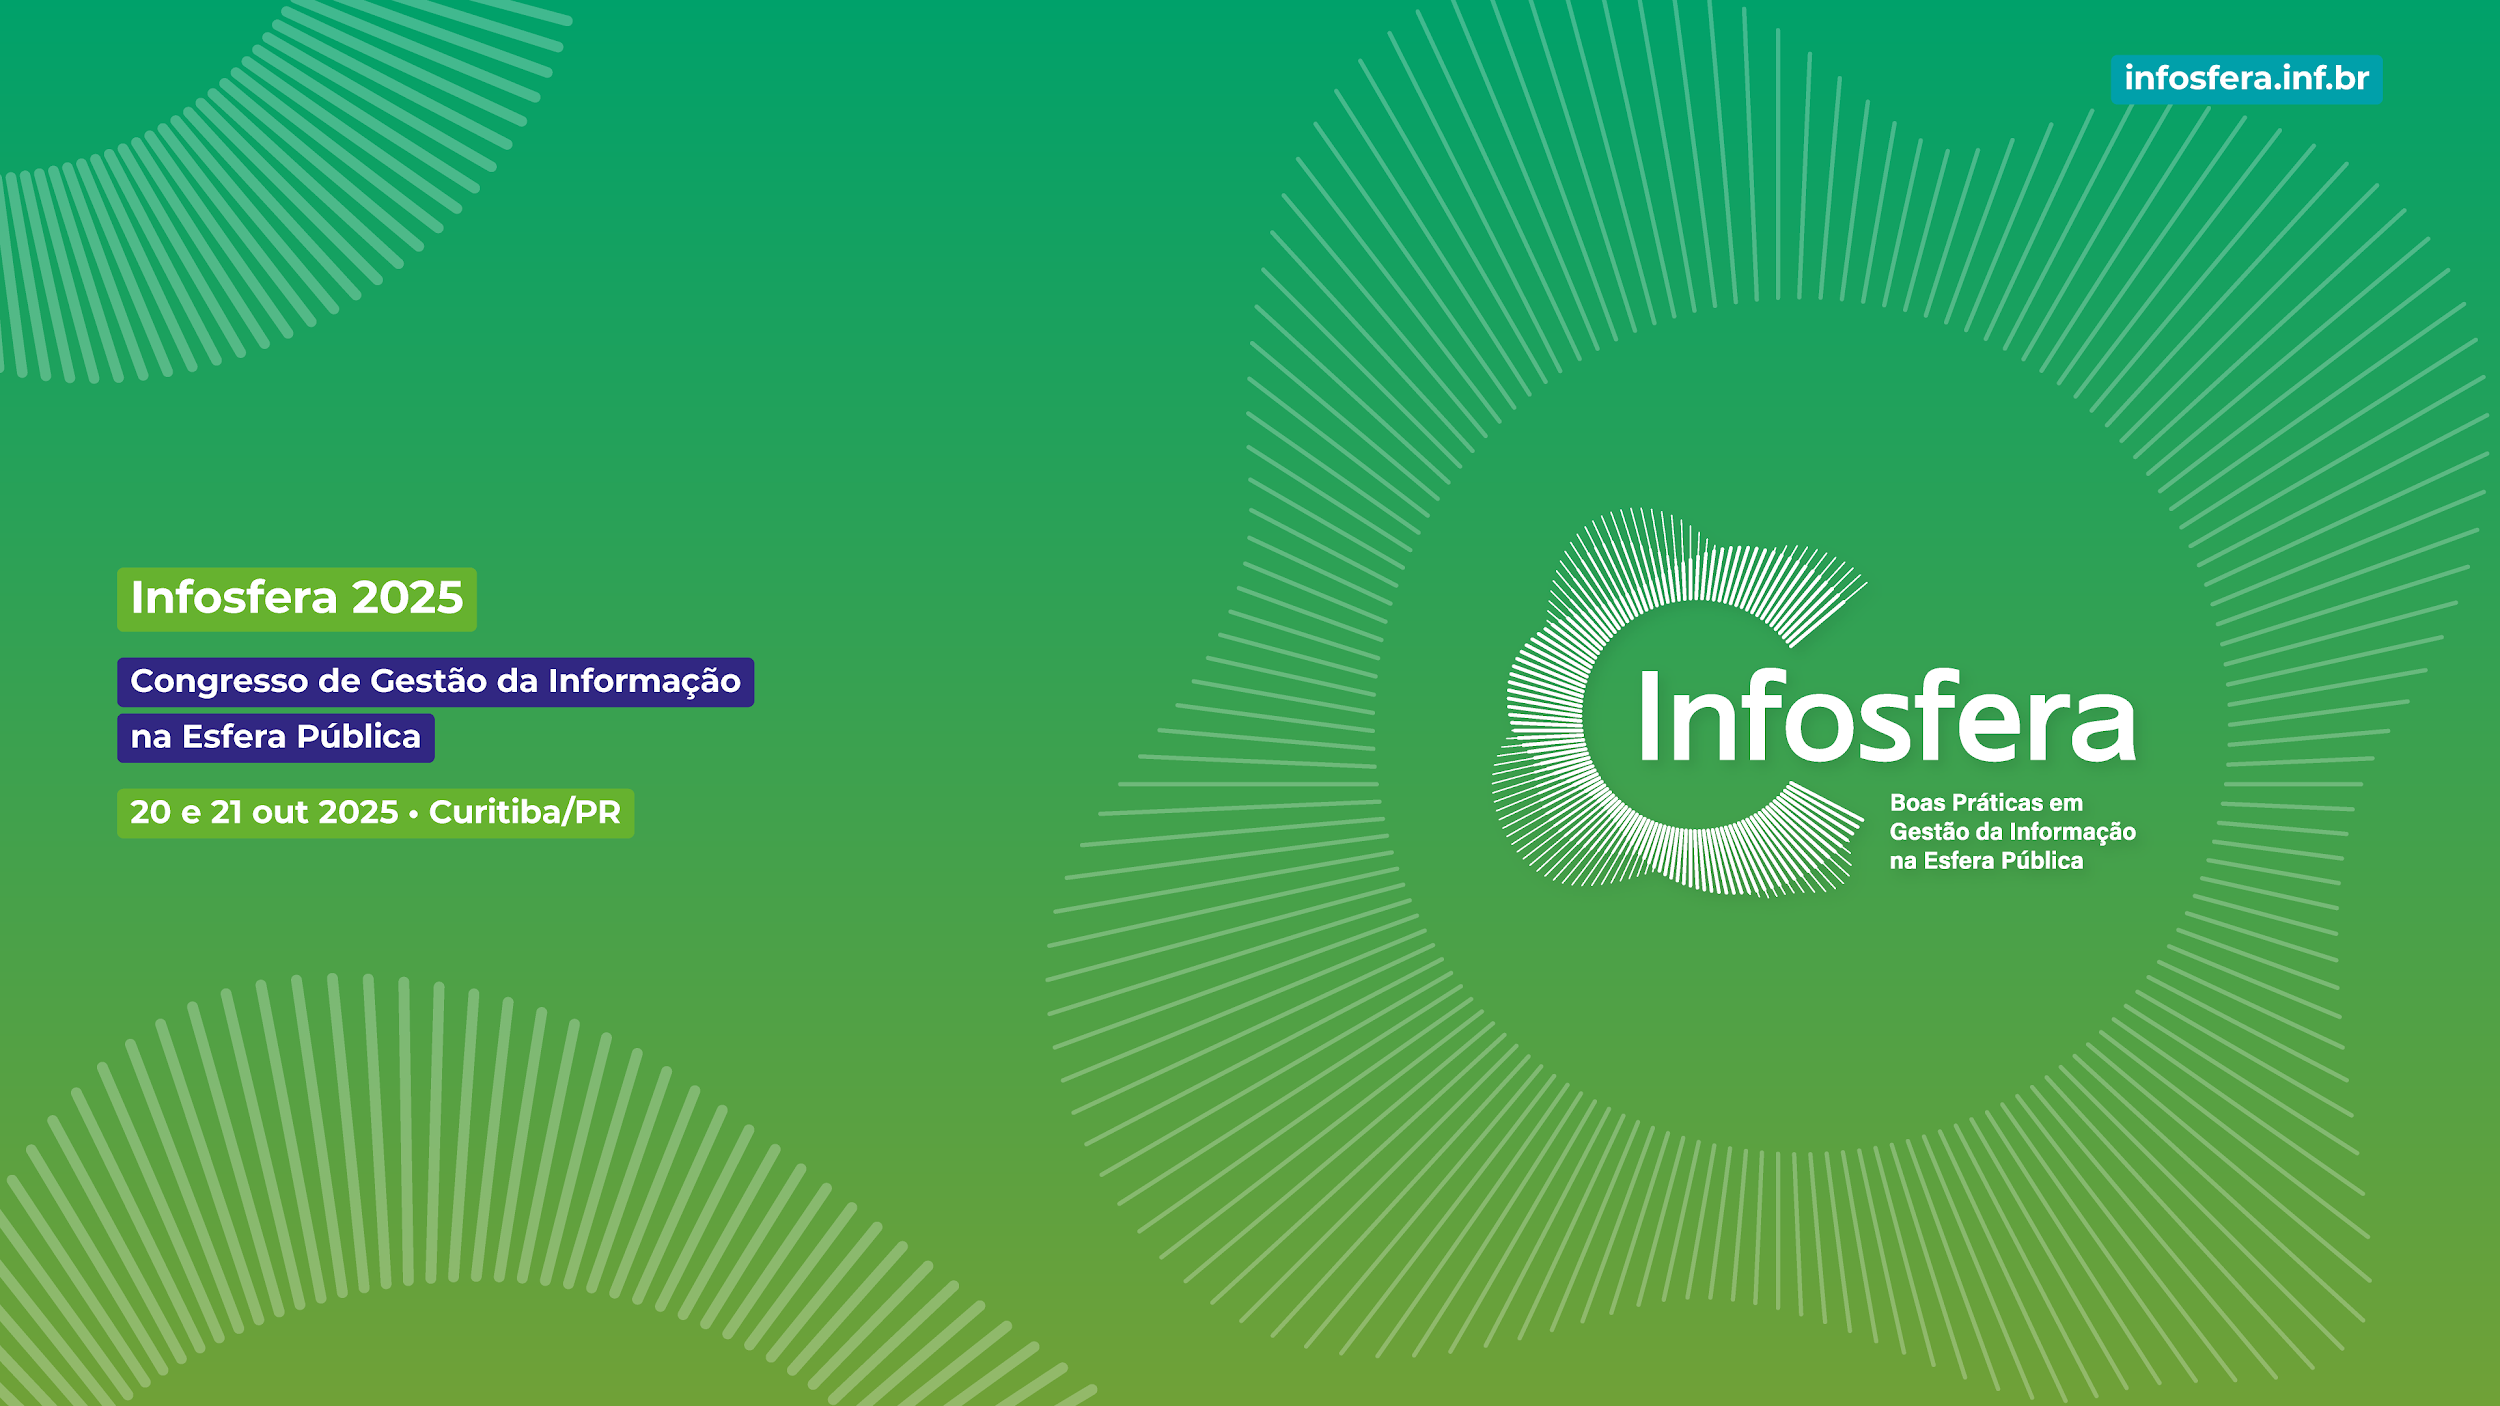 infosfera.inf.br
Infosfera 2025
Congresso de Gestão da Informação
na Esfera Pública
20 e 21 out 2025 • Curitiba/PR
Infosfera
Boas Práticas em
Gestão da Informação
na Esfera Pública